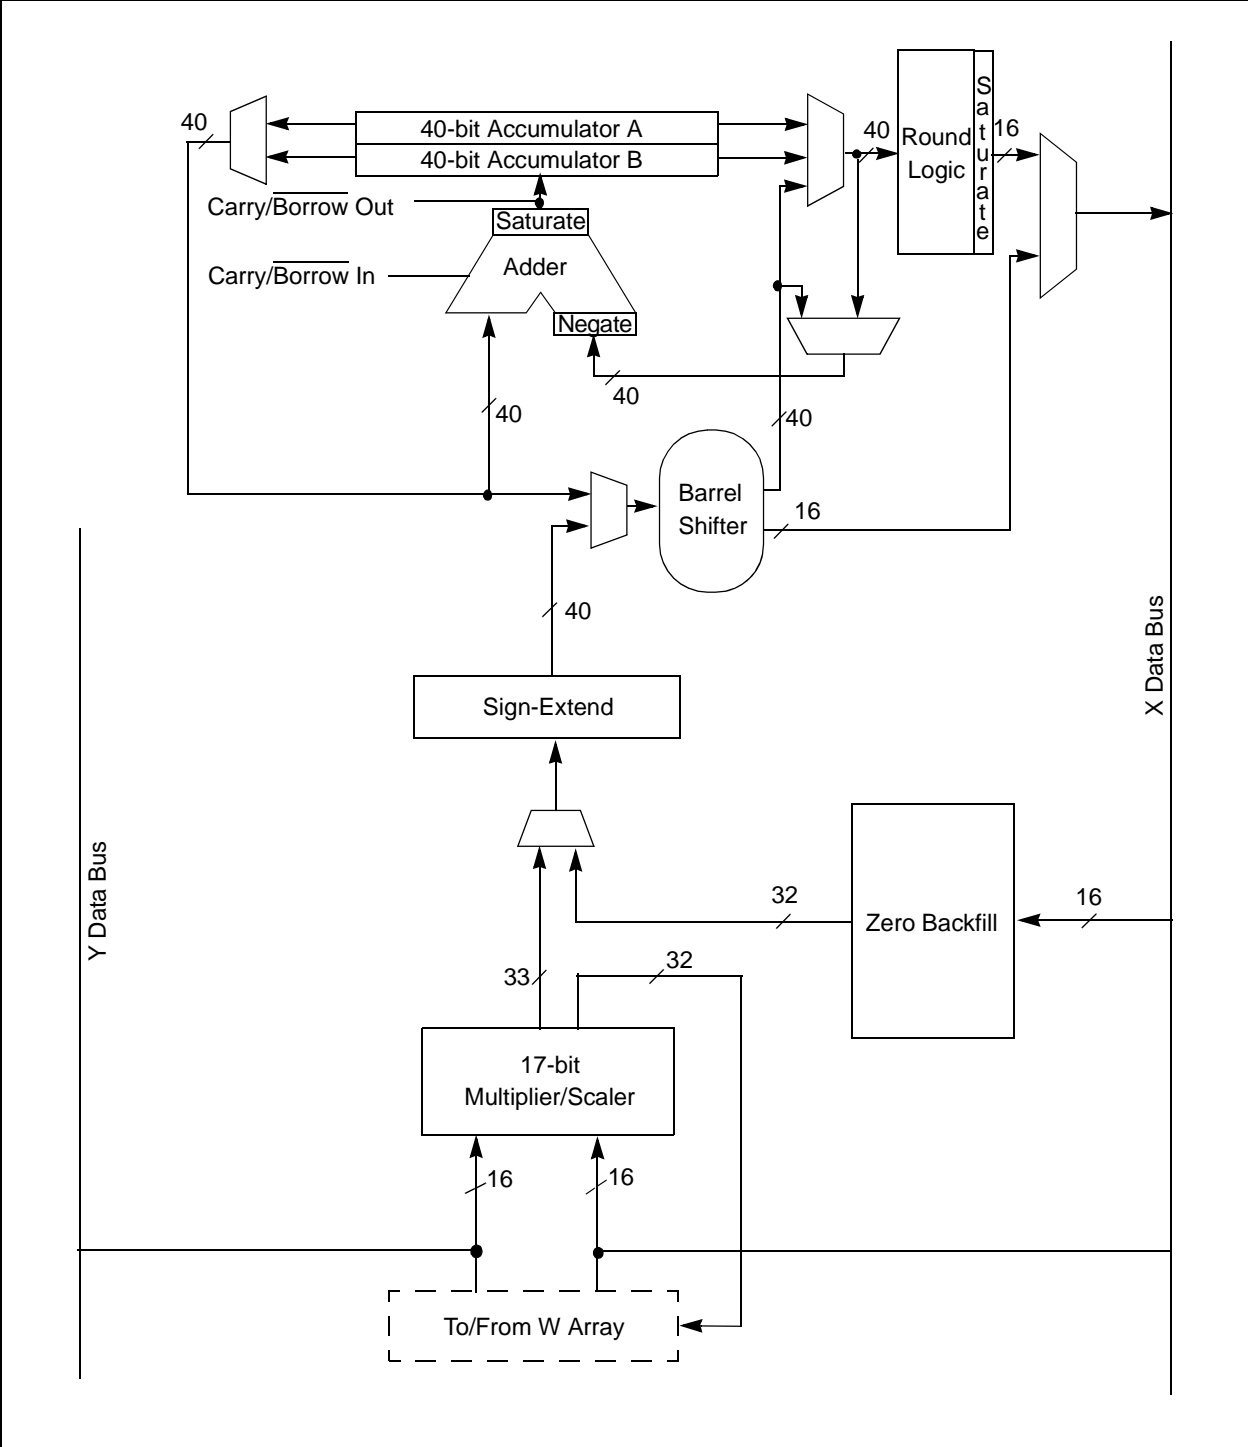 40
40-bit Accumulator A
40-bit Accumulator B
40
Round
Logic
Saturate
16
Carry/Borrow Out
Saturate
Carry/Borrow In
Adder
Negate
40
40
40
Barrel
Shifter
16
40
X Data Bus
Sign-Extend
Y Data Bus
32
Zero Backfill
16
33
32
17-bit
Multiplier/Scaler
16
16
To/From W Array